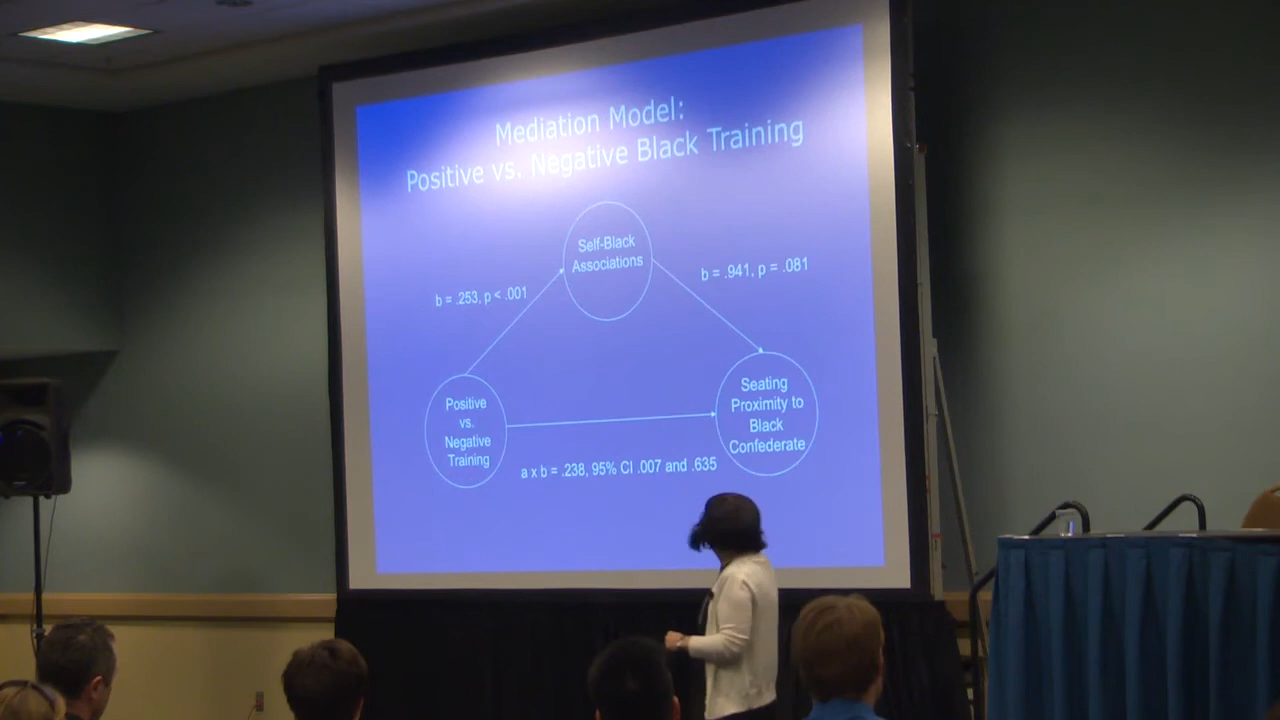 Mediation Model:
Positive vs. Negative Black Training
Self-Black
Associations
b = .253, p < .001
b = .941, p = .081
Positive
vs.
Negative
Training
Seating
Proximity to
Black
Confederate
a x b = .238, 95% CI .007 and .635